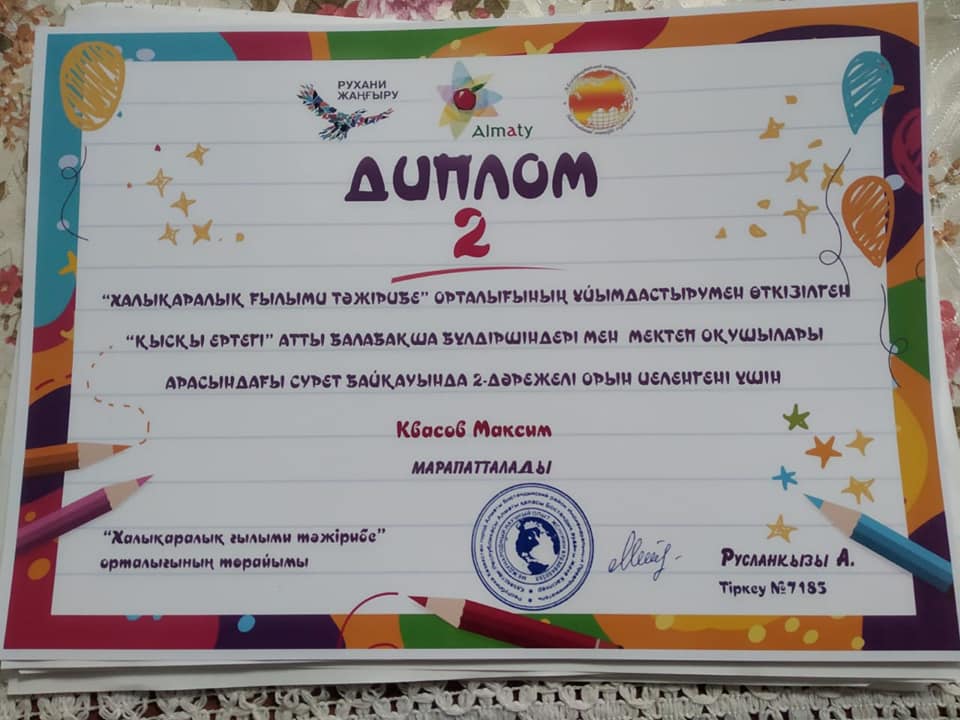 РУХАНИ
ЖАҢҒЫРУ
Almaty
ДИПЛОМ
2
“ХАЛЫҚАРАЛЫҚ ҒЫЛЫМИ ТӘЖІРИБЕ” ОРТАЛЫҒЫНЫҢ ҰЙЫМДАСТЫРУМЕН ӨТКІЗІЛГЕН
“ҚЫСҚЫ ЕРТЕГІ” АТТЫ БАЛАБАҚША БҮЛДІРШІНДЕРІ МЕН МЕКТЕП ОҚУШЫЛАРЫ
АРАСЫНДАҒЫ СУРЕТ БАЙҚАУЫНДА 2-ДӘРЕЖЕЛІ ОРЫН ИЕЛЕНГЕНІ ҮШІН
Квасов Максим
МАРАПАТТАЛАДЫ
“Халықаралық ғылыми тәжірибе”
орталығының төрайымы
Русланқызы А.
Тіркеу №7185